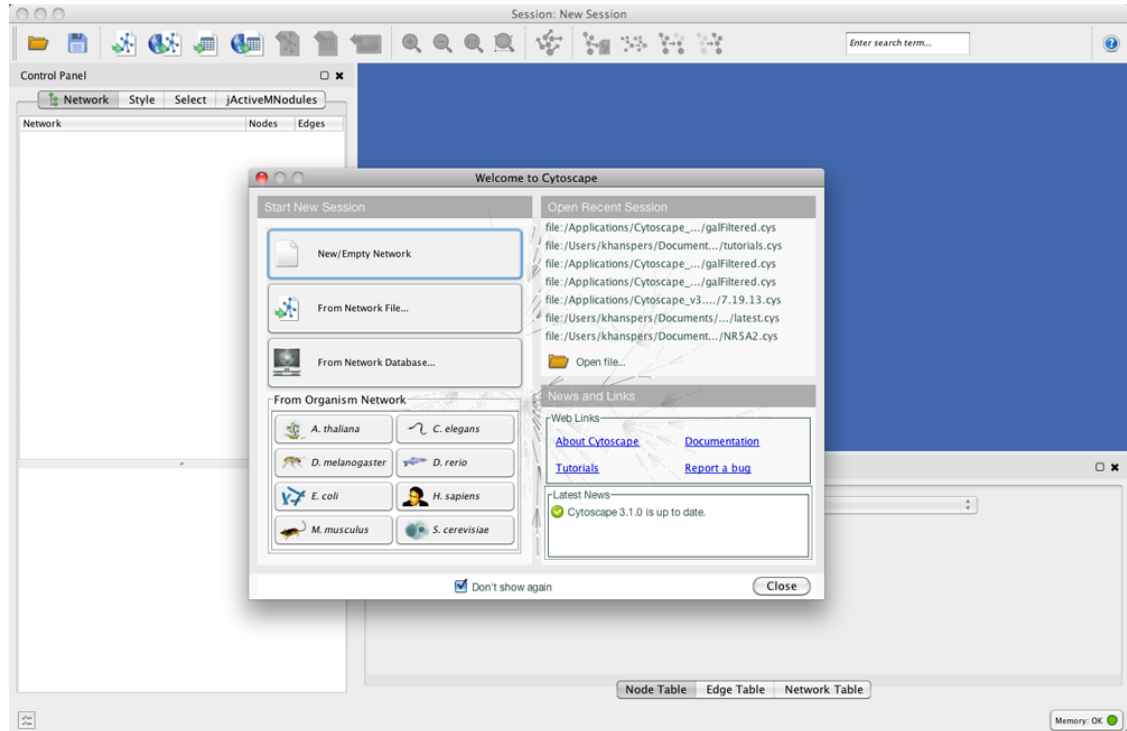 Session: New Session
Enter search term...
Control Panel
Network Style Select jActiveMNodules
Network Nodes Edges
Welcome to Cytoscape
Start New Session
New/Empty Network
From Network File...
From Network Database...
From Organism Network
A. thaliana C. elegans
D. melanogaster D. rerio
E. coli H. sapiens
M. musculus S. cerevisiae
Open Recent Session
file:/Applications/Cytoscape_.../galFiltered.cys
file:/Users/khanspers/Document.../tutorials.cys
file:/Applications/Cytoscape_.../galFiltered.cys
file:/Applications/Cytoscape_.../galFiltered.cys
file:/Applications/Cytoscape_v3..../7.19.13.cys
file:/Users/khanspers/Documents/.../latest.cys
file:/Users/khanspers/Document.../NR5A2.cys
Open file...
News and Links
Web Links
About Cytoscape Documentation
Tutorials Report a bug
Latest News
Cytoscape 3.1.0 is up to date.
Don't show again
Close
Node Table Edge Table Network Table
Memory: OK